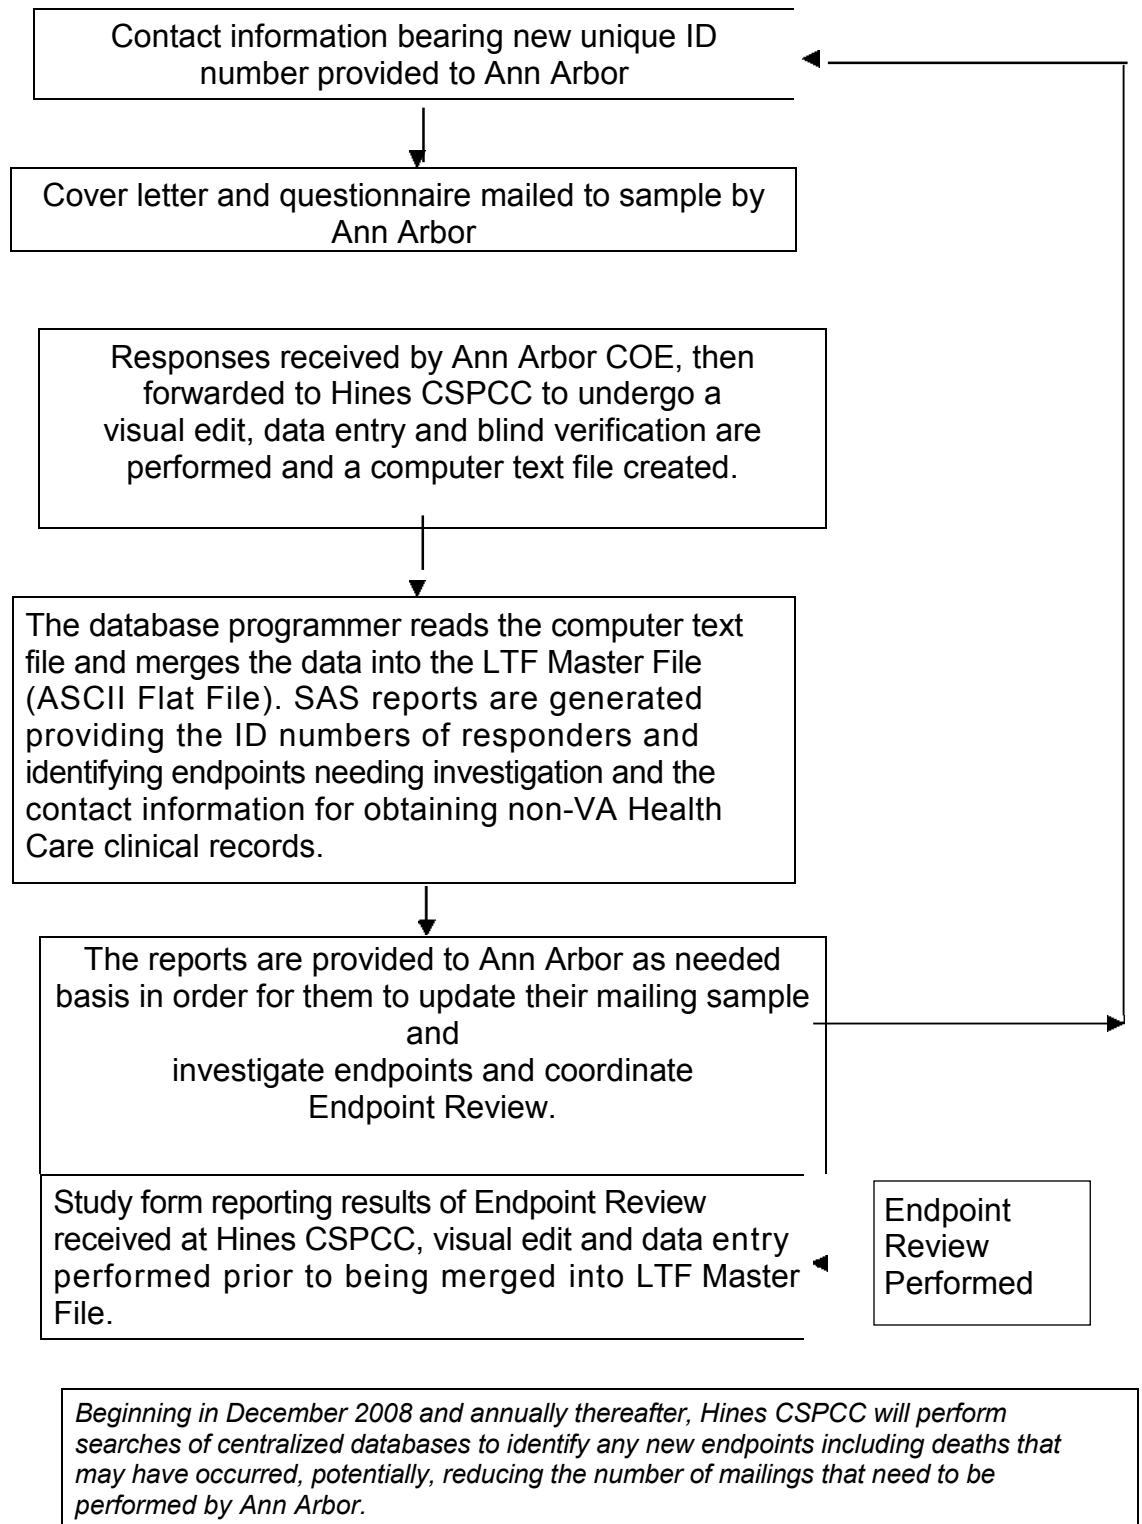 Contact information bearing new unique ID
number provided to Ann Arbor
Cover letter and questionnaire mailed to sample by
Ann Arbor
Responses received by Ann Arbor COE, then
forwarded to Hines CSPCC to undergo a
visual edit, data entry and blind verification are
performed and a computer text file created.
The database programmer reads the computer text
file and merges the data into the LTF Master File
(ASCII Flat File). SAS reports are generated
providing the ID numbers of responders and
identifying endpoints needing investigation and the
contact information for obtaining non-VA Health
Care clinical records.
The reports are provided to Ann Arbor as needed
basis in order for them to update their mailing sample
and
investigate endpoints and coordinate
Endpoint Review.
Study form reporting results of Endpoint Review
received at Hines CSPCC, visual edit and data entry
performed prior to being merged into LTF Master
File.
Endpoint
Review
Performed
Beginning in December 2008 and annually thereafter, Hines CSPCC will perform
searches of centralized databases to identify any new endpoints including deaths that
may have occurred, potentially, reducing the number of mailings that need to be
performed by Ann Arbor.